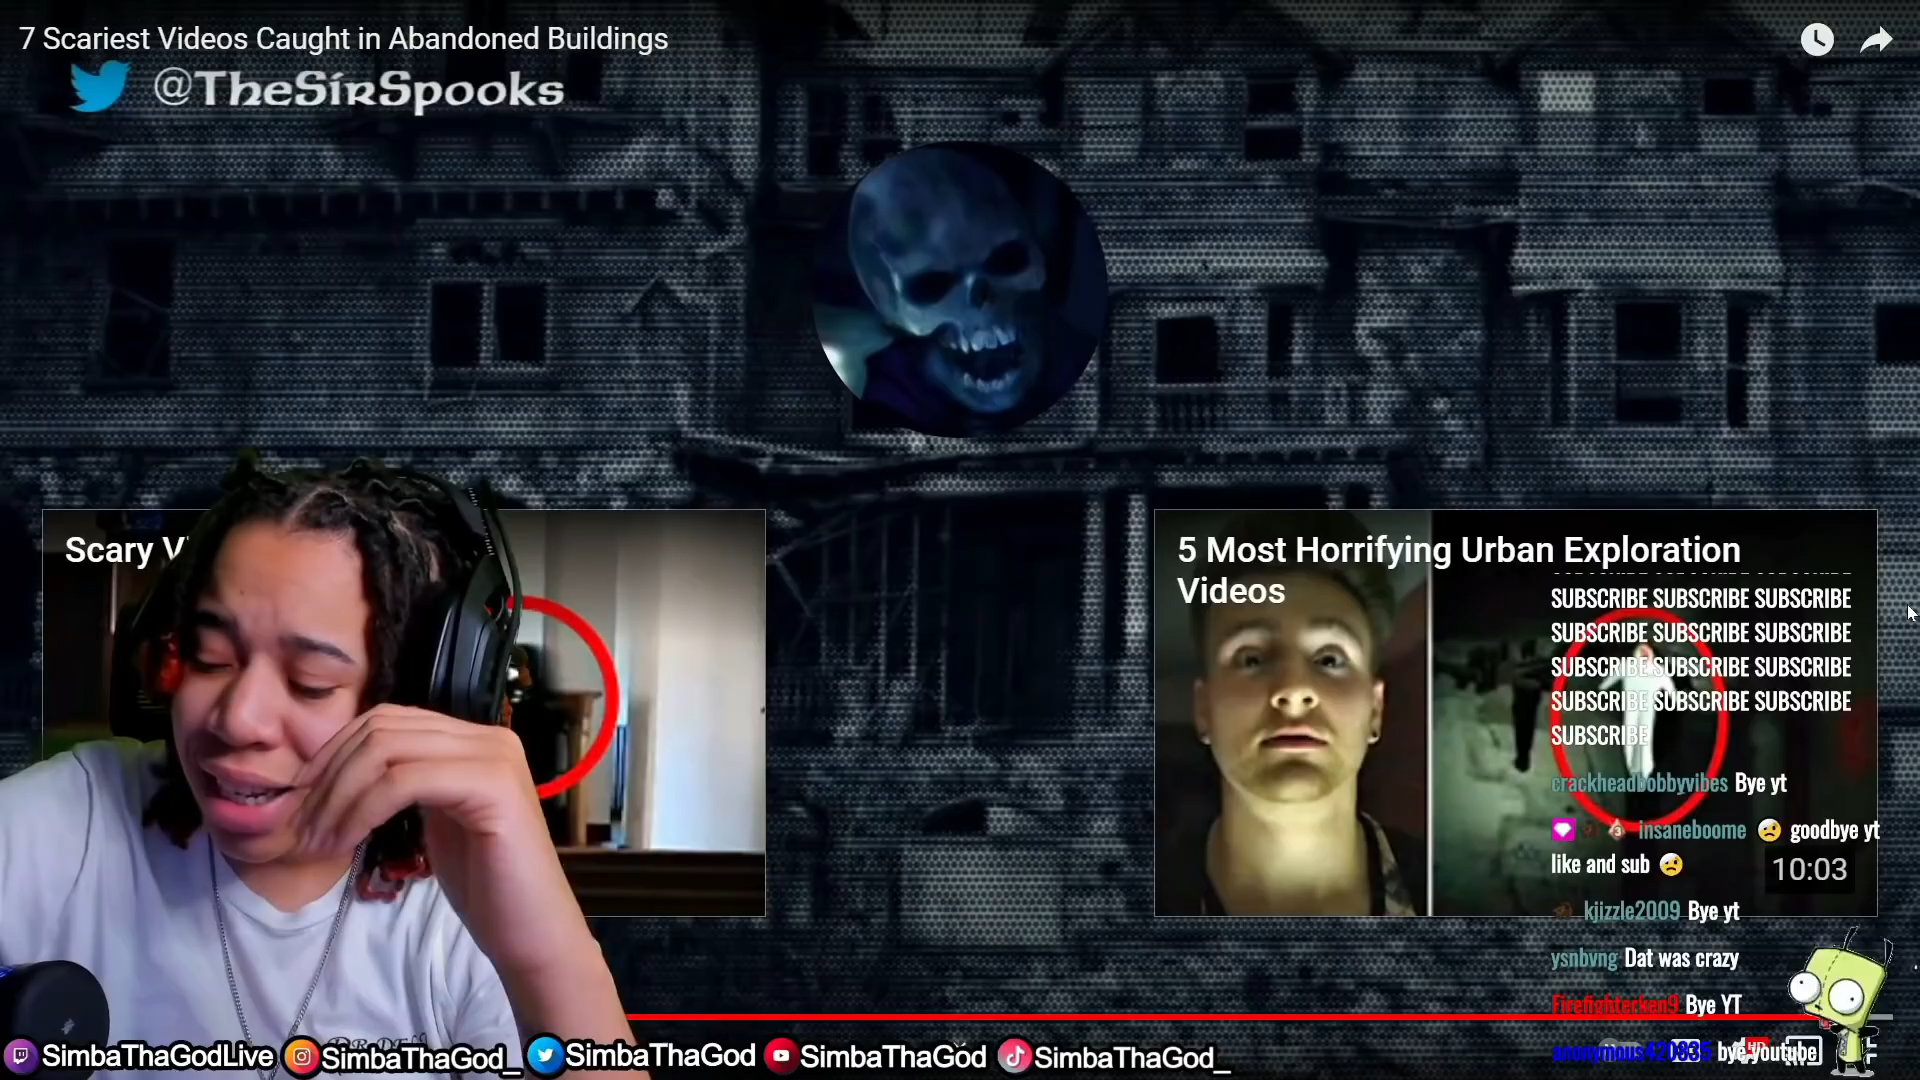 7 Scariest Videos Caught in Abandoned Buildings
@TheSirSpooks
Scary V
5 Most Horrifying Urban Exploration
Videos
SUBSCRIBE SUBSCRIBE SUBSCRIBE
SUBSCRIBE SUBSCRIBE SUBSCRIBE
SUBSCRIBE SUBSCRIBE SUBSCRIBE
SUBSCRIBE SUBSCRIBE SUBSCRIBE
SUBSCRIBE
crackheadbobbyvibes Bye yt
insaneboome 🤕 goodbye yt
like and sub 🤕
10:03
kjizzle2009 Bye yt
ysnbvng Dat was crazy
Firefighterken9 Bye YT
anonymous420835 bye youtube
HD
SimbaThaGodLive SimbaThaGod_ SimbaThaGod SimbaThaGod SimbaThaGod_